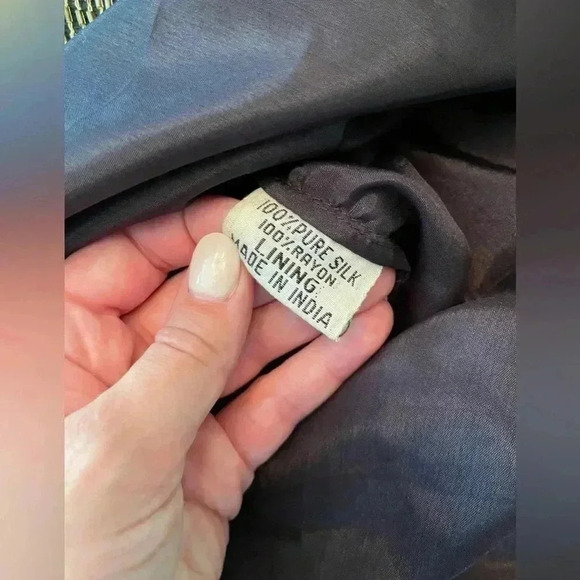 100% PURE SILK
100% RAYON
LINING
MADE IN INDIA